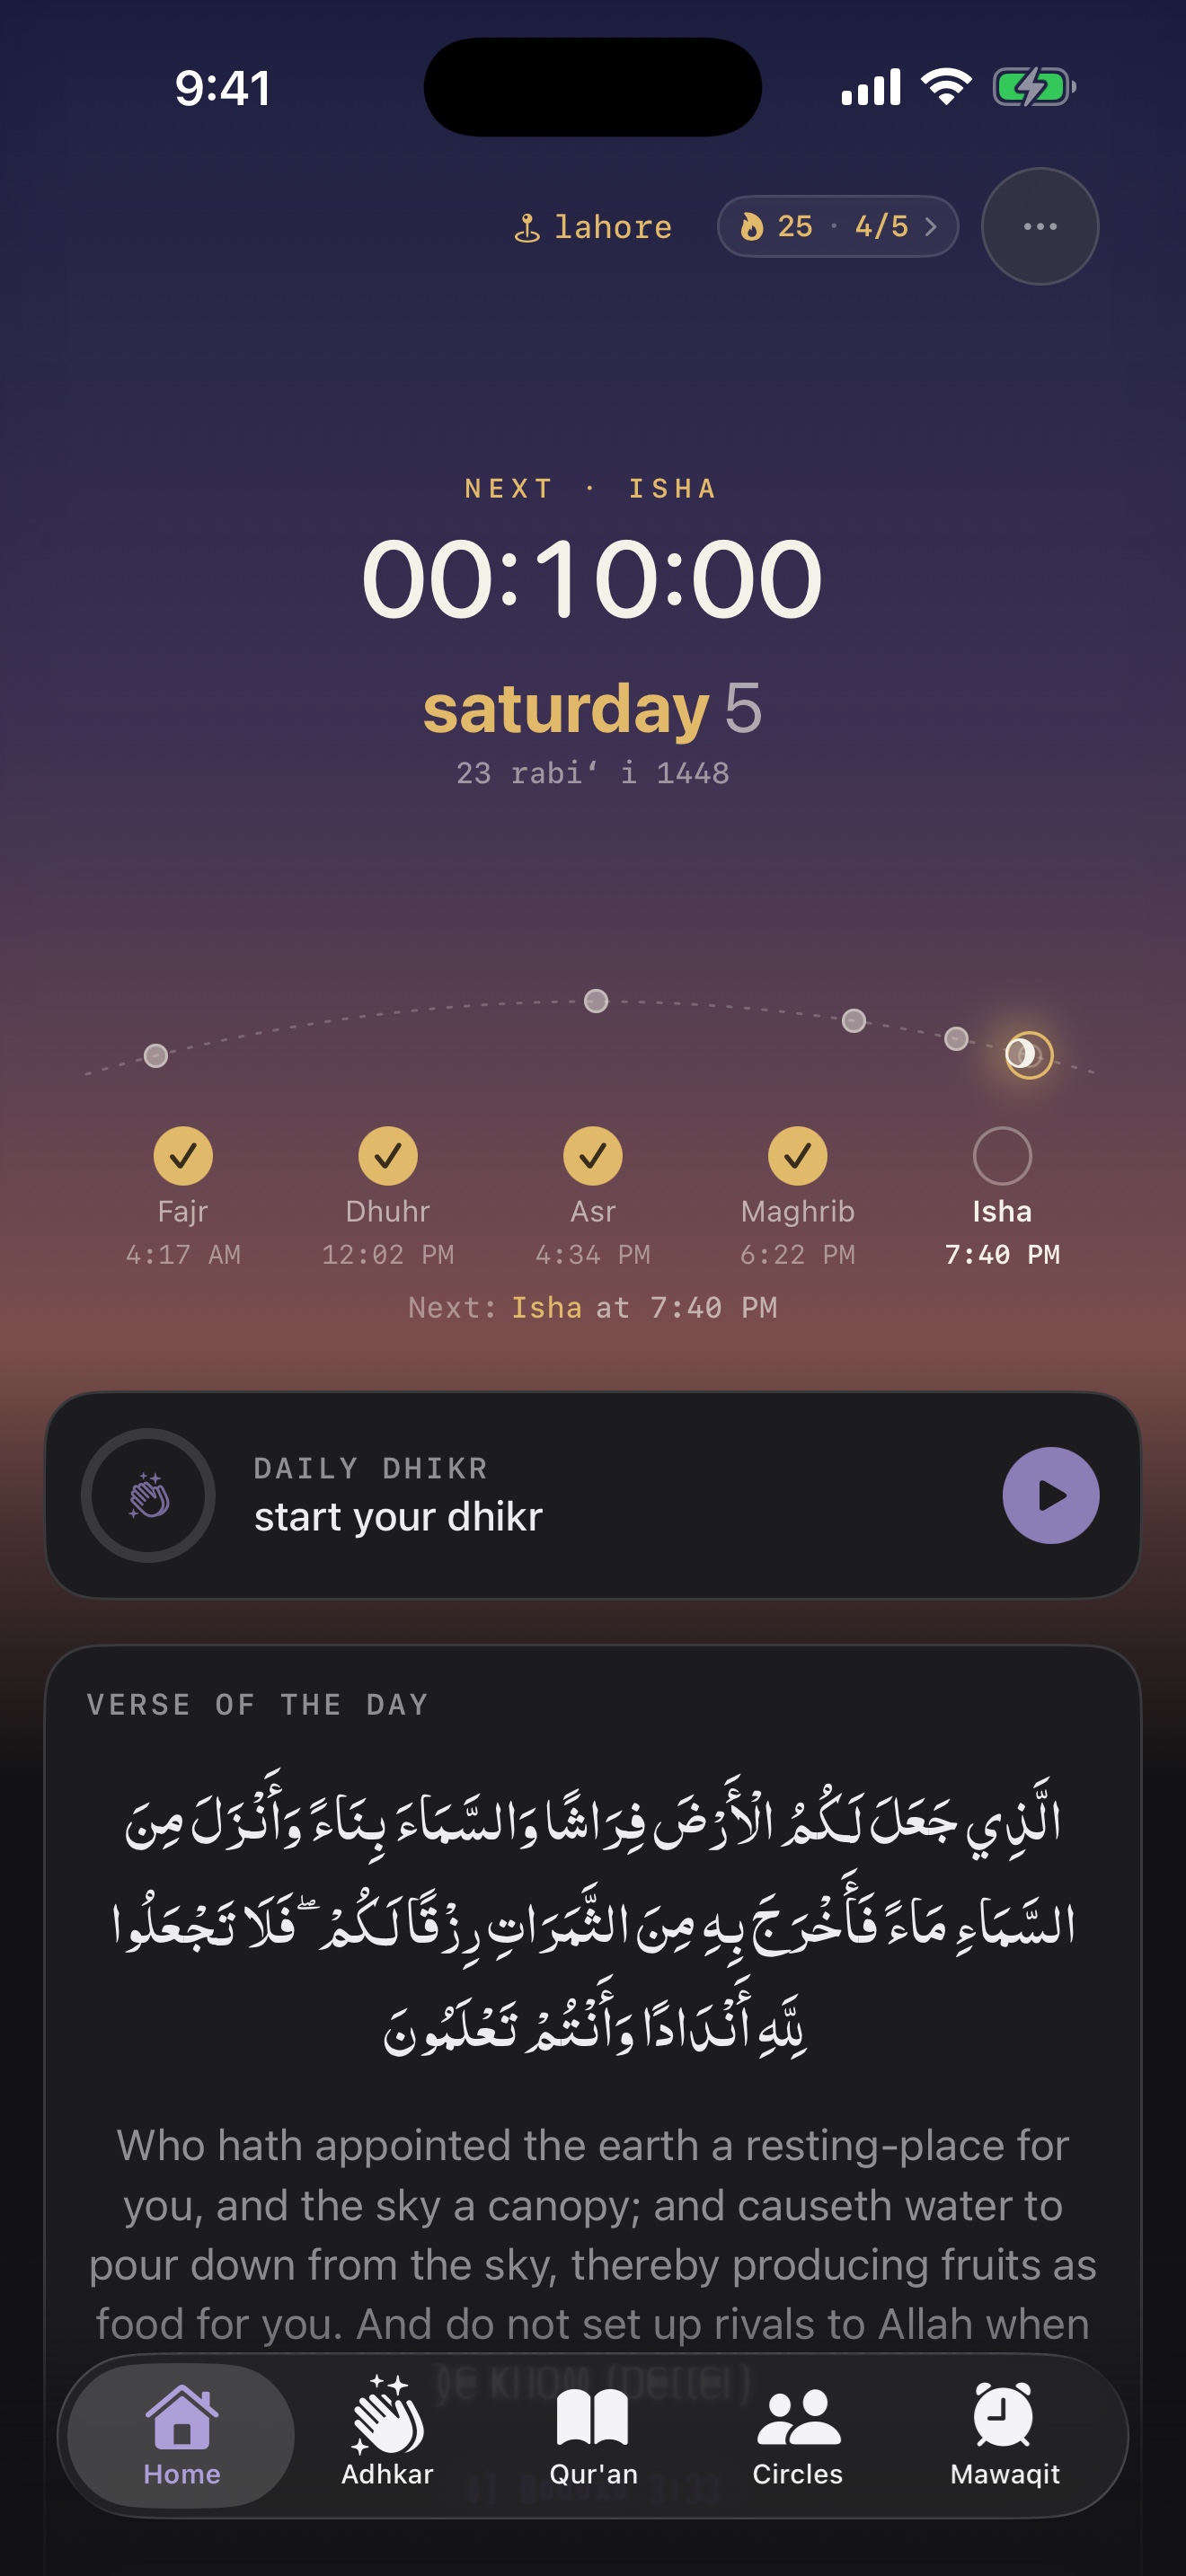 9:41
lahore
25 · 4/5
NEXT · ISHA
00:10:00
saturday 5
23 rabiʻ i 1448
Fajr
4:17 AM
Dhuhr
12:02 PM
Asr
4:34 PM
Maghrib
6:22 PM
Isha
7:40 PM
Next: Isha at 7:40 PM
DAILY DHIKR
start your dhikr
VERSE OF THE DAY
الَّذِي جَعَلَ لَكُمُ الْأَرْضَ فِرَاشًا وَالسَّمَاءَ بِنَاءً وَأَنْزَلَ مِنَ
السَّمَاءِ مَاءً فَأَخْرَجَ بِهِ مِنَ الثَّمَرَاتِ رِزْقًا لَكُمْ ۖ فَلَا تَجْعَلُوا
لِلَّهِ أَنْدَادًا وَأَنْتُمْ تَعْلَمُونَ
Who hath appointed the earth a resting-place for
you, and the sky a canopy; and causeth water to
pour down from the sky, thereby producing fruits as
food for you. And do not set up rivals to Allah when
Home
Adhkar
Qur'an
Circles
Mawaqit